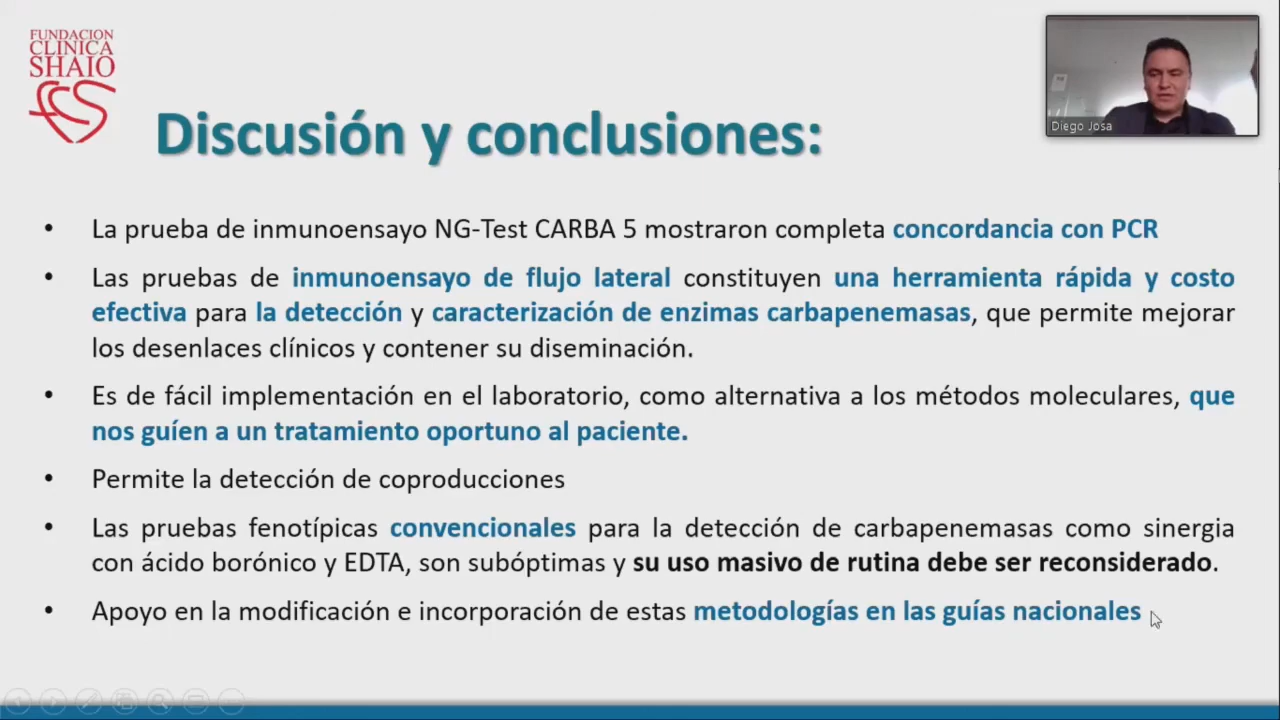 FUNDACION
CLINICA
SHAIO
Diego Josa
Discusión y conclusiones:
• La prueba de inmunoensayo NG-Test CARBA 5 mostraron completa concordancia con PCR
• Las pruebas de inmunoensayo de flujo lateral constituyen una herramienta rápida y costo
efectiva para la detección y caracterización de enzimas carbapenemasas, que permite mejorar
los desenlaces clínicos y contener su diseminación.
• Es de fácil implementación en el laboratorio, como alternativa a los métodos moleculares, que
nos guíen a un tratamiento oportuno al paciente.
• Permite la detección de coproducciones
• Las pruebas fenotípicas convencionales para la detección de carbapenemasas como sinergia
con ácido borónico y EDTA, son subóptimas y su uso masivo de rutina debe ser reconsiderado.
• Apoyo en la modificación e incorporación de estas metodologías en las guías nacionales